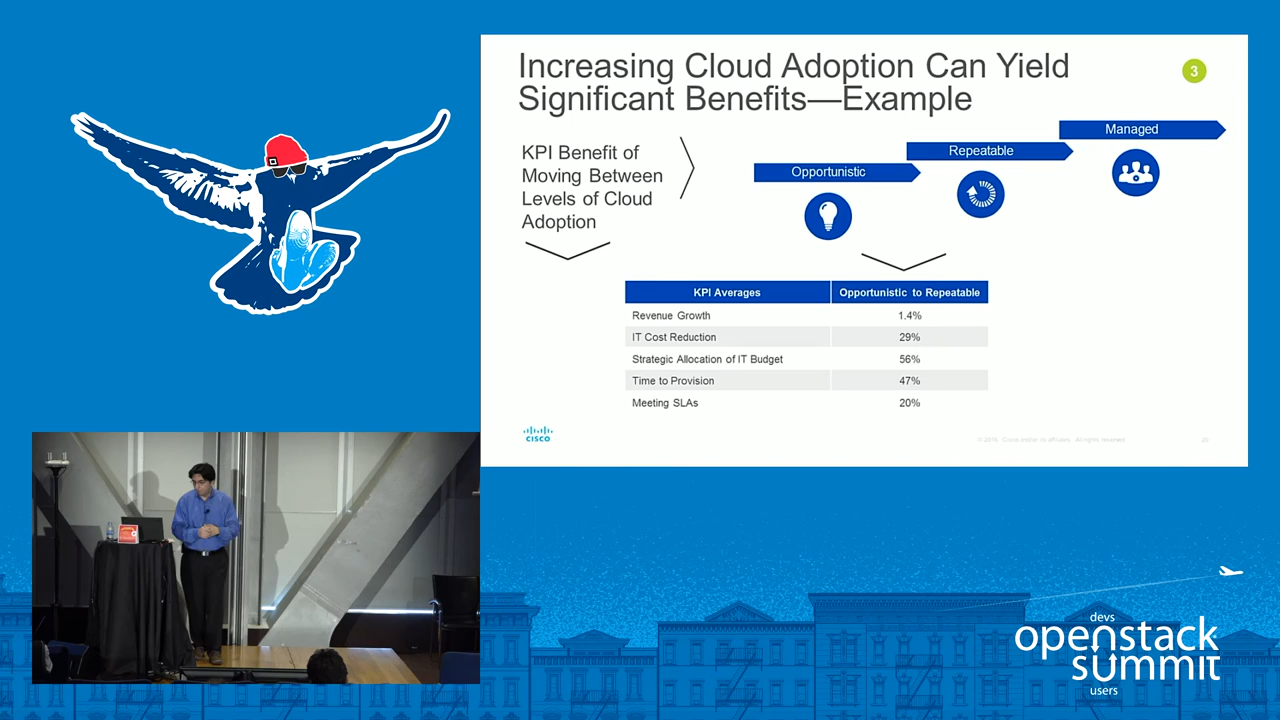 Increasing Cloud Adoption Can Yield
Significant Benefits—Example
3
KPI Benefit of
Moving Between
Levels of Cloud
Adoption
Opportunistic
Repeatable
Managed
KPI Averages Opportunistic to Repeatable
Revenue Growth 1.4%
IT Cost Reduction 29%
Strategic Allocation of IT Budget 56%
Time to Provision 47%
Meeting SLAs 20%
CISCO
devs
openstack
summit
users